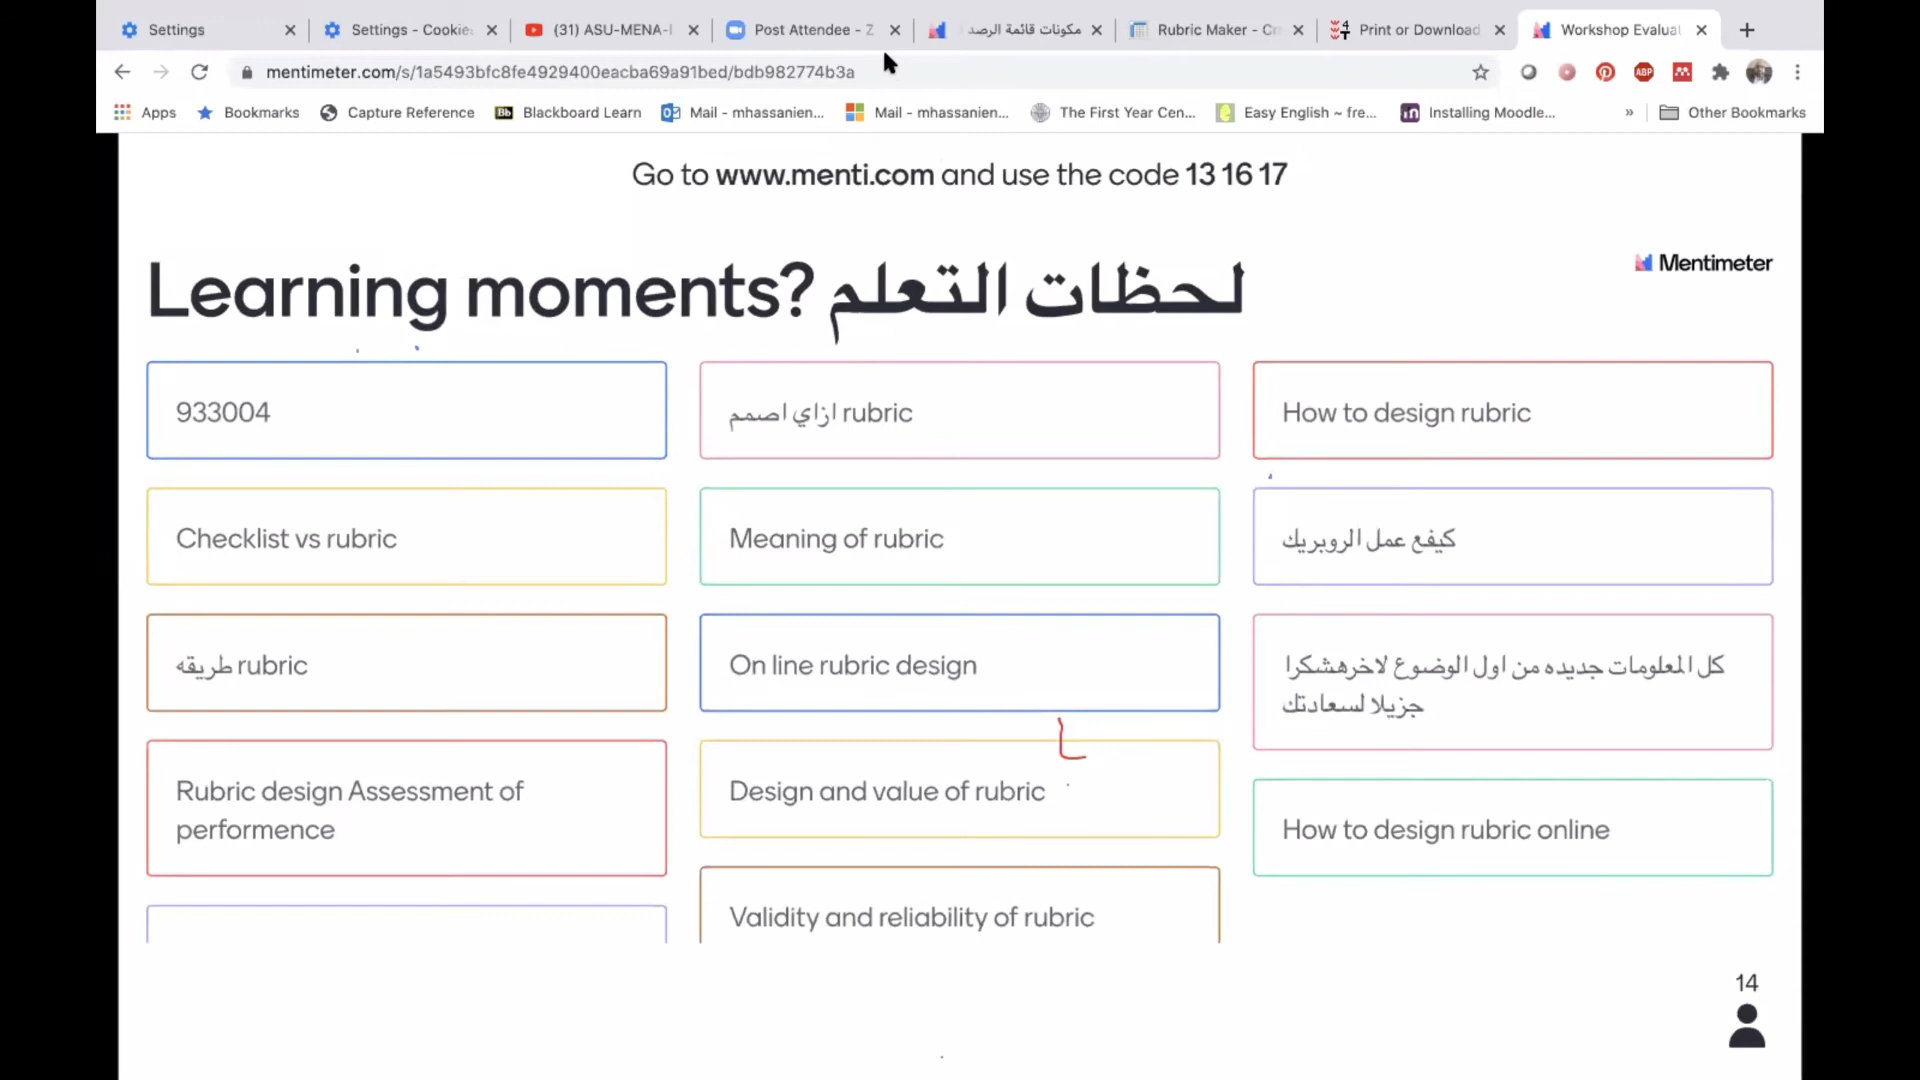 Settings
Settings - Cookie
(31) ASU-MENA-
Post Attendee - Z
مكونات قائمة الرصد
Rubric Maker - Cr
Print or Download
Workshop Evalua
mentimeter.com/s/1a5493bfc8fe4929400eacba69a91bed/bdb982774b3a
ABP
Apps
Bookmarks
Capture Reference
Bb
Blackboard Learn
Mail - mhassanien...
Mail - mhassanien...
The First Year Cen...
Easy English ~ fre...
in
Installing Moodle...
»
Other Bookmarks
Go to www.menti.com and use the code 13 16 17
Mentimeter
Learning moments? لحظات التعلم
933004
ازاي اصمم rubric
How to design rubric
Checklist vs rubric
Meaning of rubric
كيفع عمل الروبريك
طريقه rubric
On line rubric design
كل المعلومات جديده من اول الوضوع لاخرهشكرا
جزيلا لسعادتك
Rubric design Assessment of
performence
Design and value of rubric
How to design rubric online
Validity and reliability of rubric
14